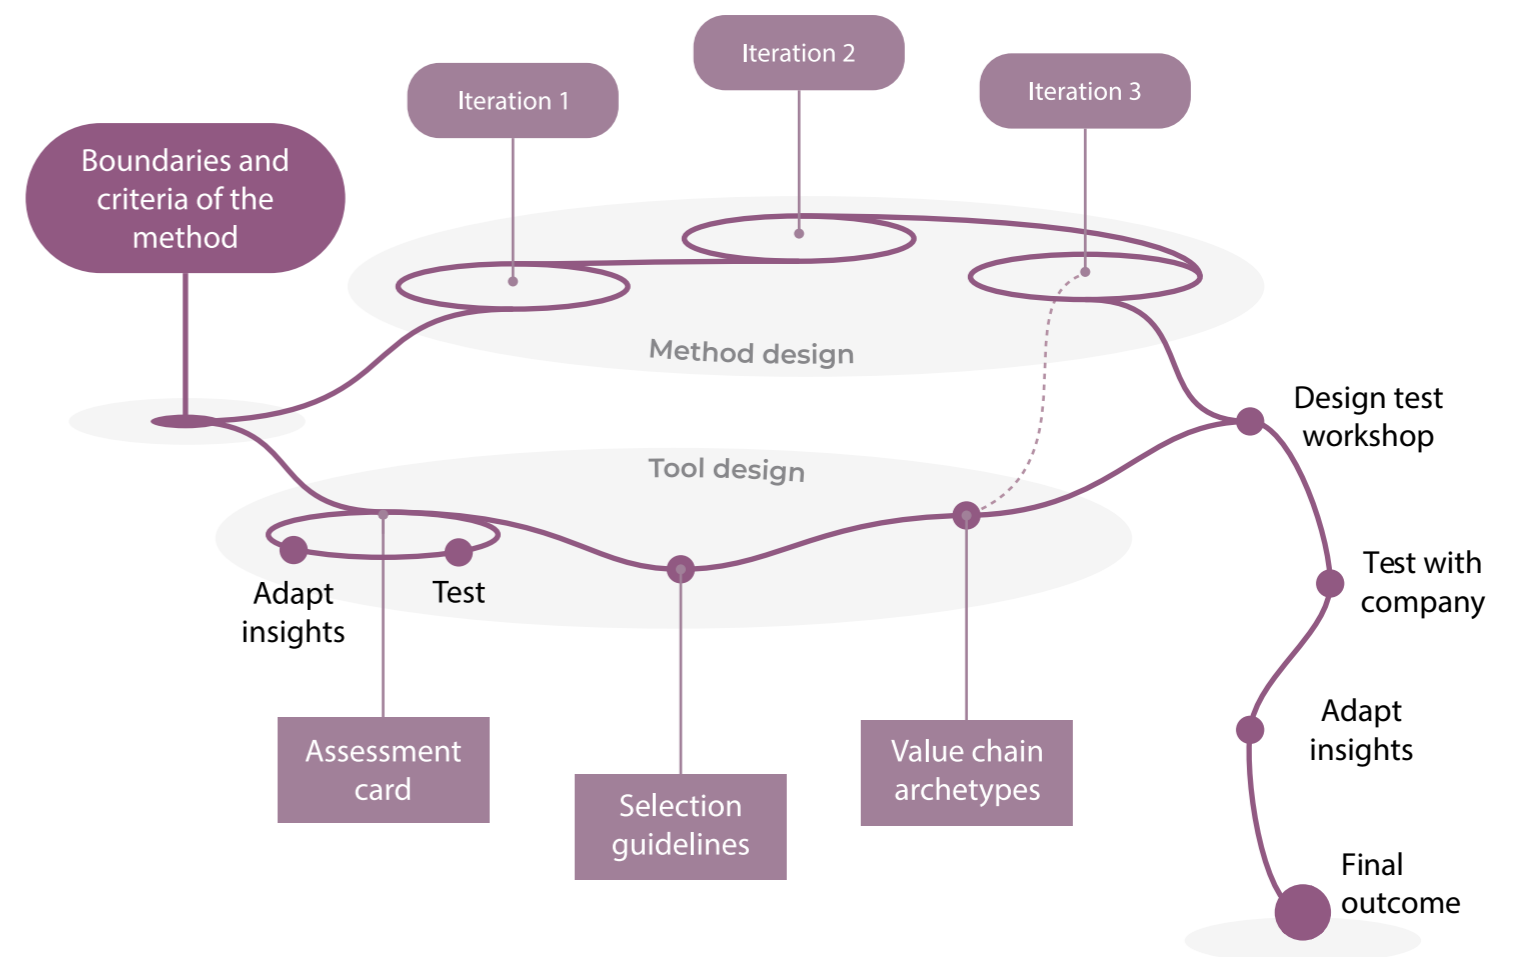 Iteration 2
Iteration 1
Iteration 3
Boundaries and
criteria of the
method
Method design
Design test
workshop
Tool design
Test with
company
Adapt
insights
Test
Adapt
insights
Assessment
card
Selection
guidelines
Value chain
archetypes
Final
outcome